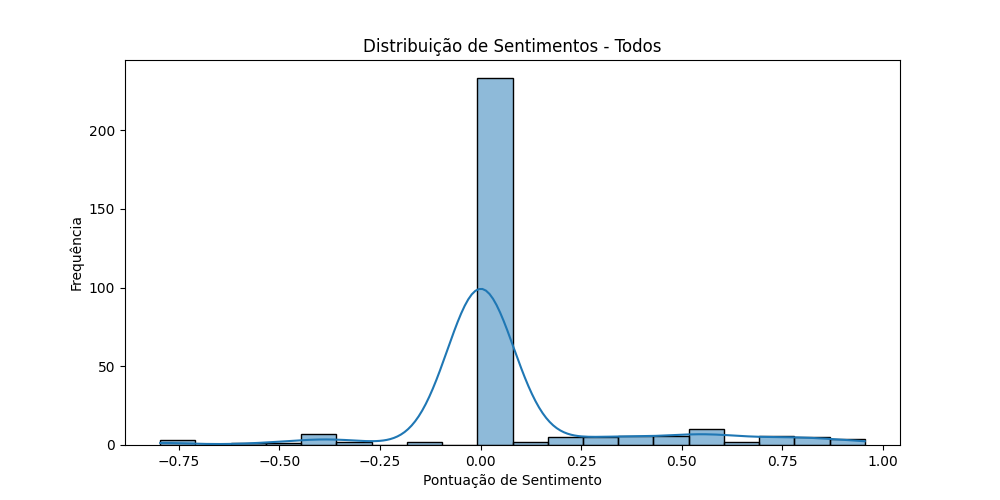 Distribuição de Sentimentos - Todos
200
150
100
50
0
Frequência
−0.75 −0.50 −0.25 0.00 0.25 0.50 0.75 1.00
Pontuação de Sentimento